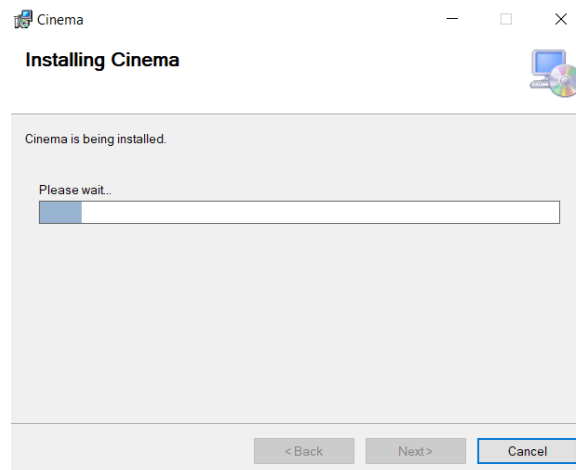 Cinema
Installing Cinema
Cinema is being installed.
Please wait...
< Back
Next >
Cancel